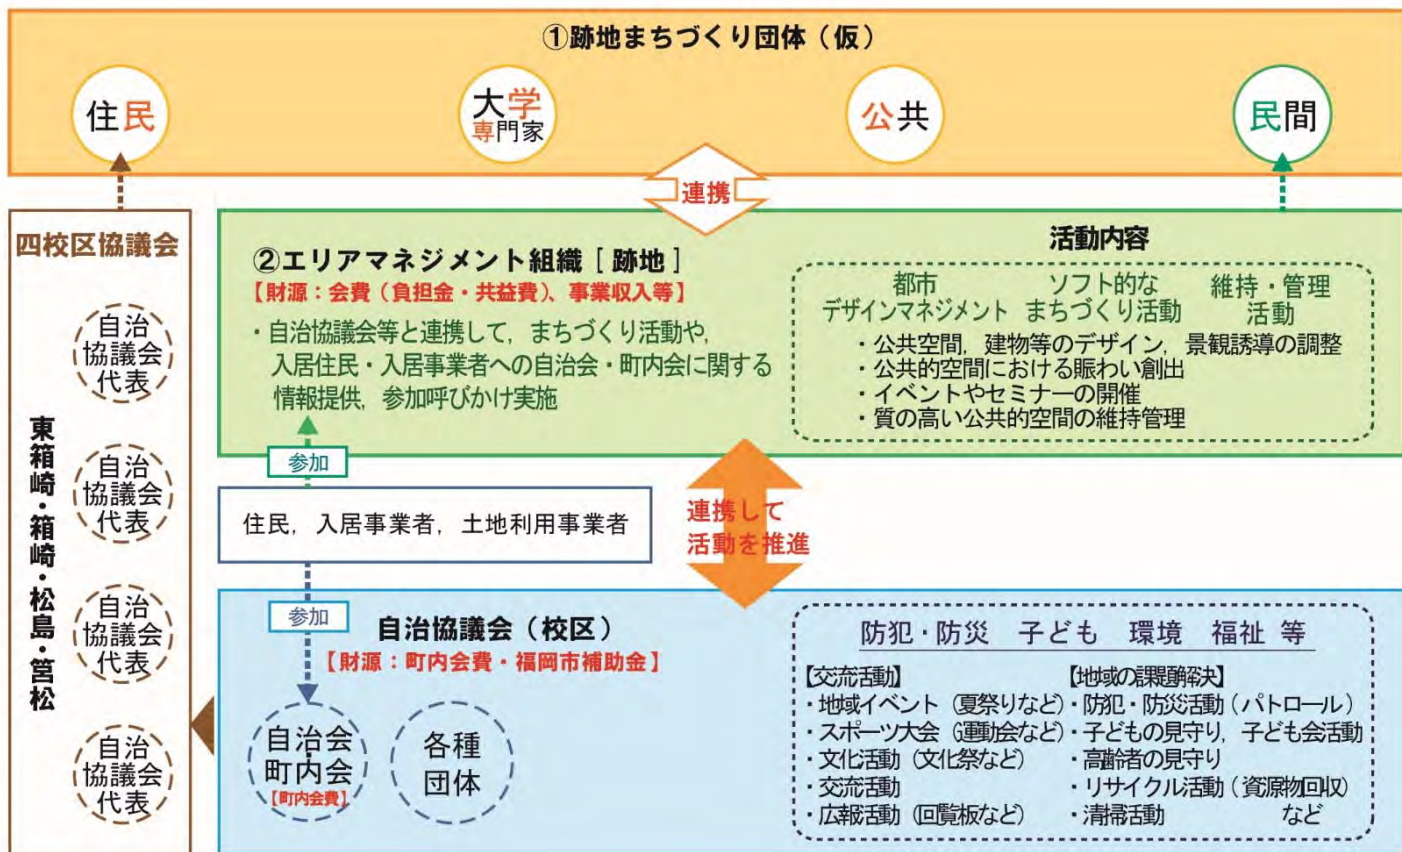 ①跡地まちづくり団体（仮）
住民
大学
専門家
公共
民間
連携
四校区協議会
自治
協議会
代表
自治
協議会
代表
自治
協議会
代表
自治
協議会
代表
東箱崎・箱崎・松島・筥松
②エリアマネジメント組織［跡地］
【財源：会費（負担金・共益費）、事業収入等】
・自治協議会等と連携して，まちづくり活動や，
入居住民・入居事業者への自治会・町内会に関する
情報提供，参加呼びかけ実施
活動内容
都市
デザインマネジメント
ソフト的な
まちづくり活動
維持・管理
活動
・公共空間，建物等のデザイン，景観誘導の調整
・公共的空間における賑わい創出
・イベントやセミナーの開催
・質の高い公共的空間の維持管理
参加
住民，入居事業者，土地利用事業者
連携して
活動を推進
参加
自治協議会（校区）
【財源：町内会費・福岡市補助金】
自治会・
町内会
【町内会費】
各種
団体
防犯・防災　子ども　環境　福祉 等
【交流活動】
・地域イベント（夏祭りなど）
・スポーツ大会（運動会など）
・文化活動（文化祭など）
・交流活動
・広報活動（回覧板など）
【地域の課題解決】
・防犯・防災活動（パトロール）
・子どもの見守り，子ども会活動
・高齢者の見守り
・リサイクル活動（資源物回収）
・清掃活動　など